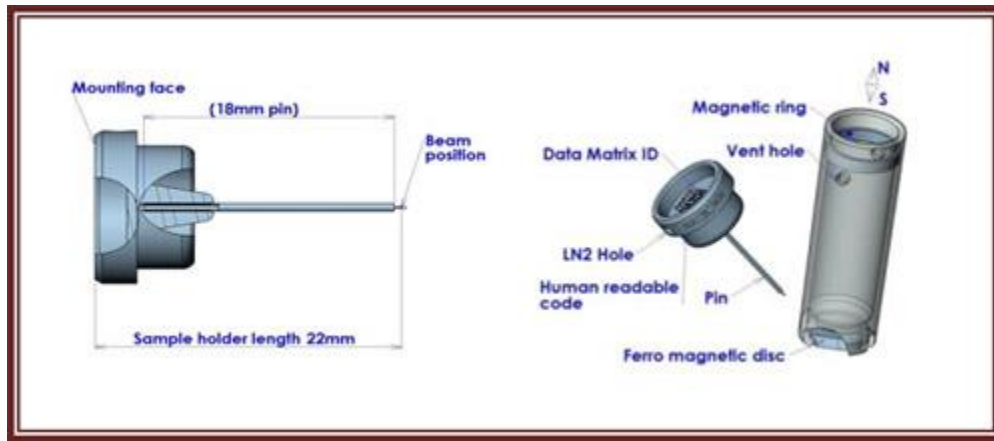 Mounting face
(18mm pin)
Beam
position
Sample holder length 22mm
N
S
Magnetic ring
Data Matrix ID
Vent hole
LN2 Hole
Human readable
code
Pin
Ferro magnetic disc